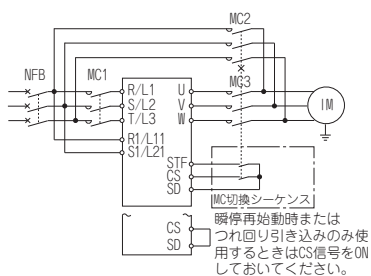 MC2
NFB
MC1
R/L1
S/L2
T/L3
R1/L11
S1/L21
U
V
W
MC3
IM
STF
CS
SD
MC切換シーケンス
CS
SD
瞬停再始動時または
つれ回り引き込みのみ使
用するときはCS信号をON
しておいてください。